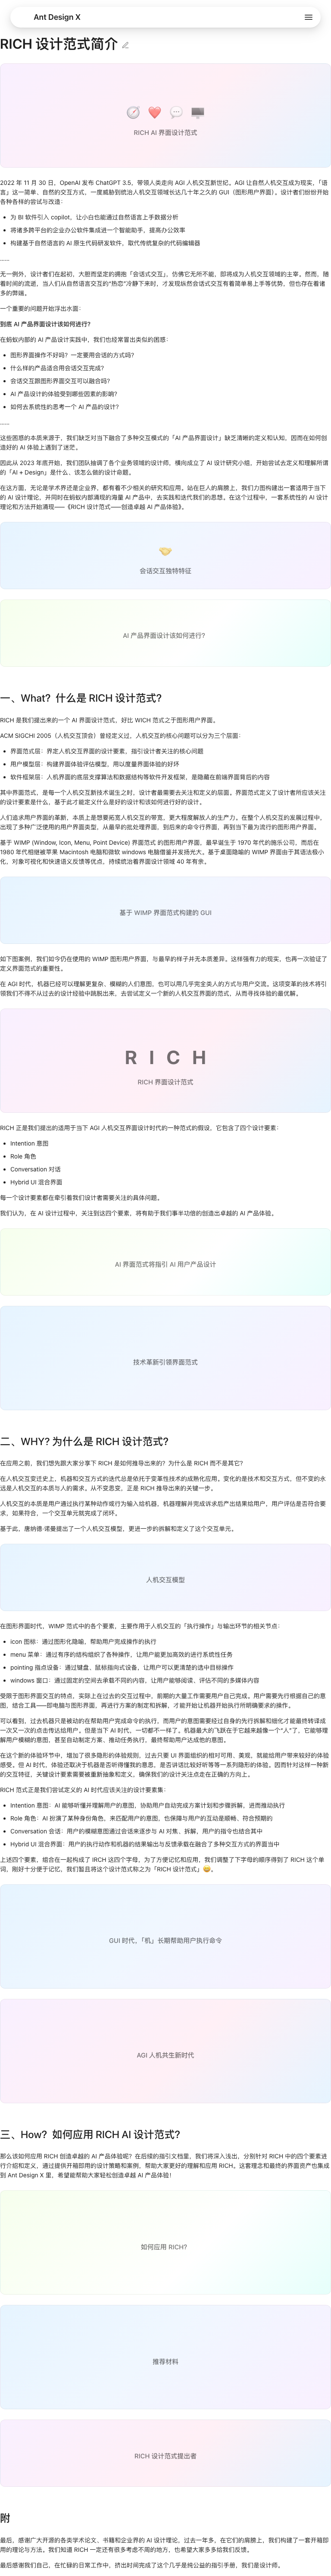 Ant Design X
RICH 设计范式简介
RICH AI 界面设计范式
2022 年 11 月 30 日，OpenAI 发布 ChatGPT 3.5，带领人类走向 AGI 人机交互新世纪。AGI 让自然人机交互成为现实，「语
言」这一简单、自然的交互方式，一度威胁到统治人机交互领域长达几十年之久的 GUI（图形用户界面）。设计者们纷纷开始
各种各样的尝试与改造：
为 BI 软件引入 copilot，让小白也能通过自然语言上手数据分析
将诸多跨平台的企业办公软件集成进一个智能助手，提高办公效率
构建基于自然语言的 AI 原生代码研发软件，取代传统复杂的代码编辑器
......
无一例外，设计者们在起初，大胆而坚定的拥抱「会话式交互」，仿佛它无所不能，即将成为人机交互领域的主宰。然而，随
着时间的流逝，当人们从自然语言交互的"热恋"冷静下来时，才发现纵然会话式交互有着简单易上手等优势，但也存在着诸
多的弊端。
一个重要的问题开始浮出水面：
到底 AI 产品界面设计该如何进行?
在蚂蚁内部的 AI 产品设计实践中，我们也经常冒出类似的困惑：
图形界面操作不好吗？一定要用会话的方式吗?
什么样的产品适合用会话交互完成?
会话交互跟图形界面交互可以融合吗?
AI 产品设计的体验受到哪些因素的影响?
如何去系统性的思考一个 AI 产品的设计?
......
这些困惑的本质来源于，我们缺乏对当下融合了多种交互模式的「AI 产品界面设计」缺乏清晰的定义和认知，因而在如何创
造好的 AI 体验上遇到了迷茫。
因此从 2023 年底开始，我们团队抽调了各个业务领域的设计师，横向成立了 AI 设计研究小组，开始尝试去定义和理解所谓
的「AI + Design」是什么、该怎么做的设计命题。
在这方面，无论是学术界还是企业界，都有着不少相关的研究和应用。站在巨人的肩膀上，我们力图构建出一套适用于当下
的 AI 设计理论，并同时在蚂蚁内部涌现的海量 AI 产品中，去实践和迭代我们的思想。在这个过程中，一套系统性的 AI 设计
理论和方法开始涌现——《RICH 设计范式——创造卓越 AI 产品体验》。
会话交互独特特征
AI 产品界面设计该如何进行?
一、What？什么是 RICH 设计范式?
RICH 是我们提出来的一个 AI 界面设计范式，好比 WICH 范式之于图形用户界面。
ACM SIGCHI 2005（人机交互顶会）曾经定义过，人机交互的核心问题可以分为三个层面：
界面范式层：界定人机交互界面的设计要素，指引设计者关注的核心问题
用户模型层：构建界面体验评估模型，用以度量界面体验的好坏
软件框架层：人机界面的底层支撑算法和数据结构等软件开发框架，是隐藏在前端界面背后的内容
其中界面范式，是每一个人机交互新技术诞生之时，设计者最需要去关注和定义的层面。界面范式定义了设计者所应该关注
的设计要素是什么，基于此才能定义什么是好的设计和该如何进行好的设计。
人们追求用户界面的革新，本质上是想要拓宽人机交互的带宽，更大程度解放人的生产力。在整个人机交互的发展过程中，
出现了多种广泛使用的用户界面类型，从最早的批处理界面、到后来的命令行界面，再到当下最为流行的图形用户界面。
基于 WIMP (Window, Icon, Menu, Point Device) 界面范式 的图形用户界面，最早诞生于 1970 年代的施乐公司，而后在
1980 年代相继被苹果 Macintosh 电脑和微软 windows 电脑借鉴并发扬光大。基于桌面隐喻的 WIMP 界面由于其语法极小
化、对象可视化和快速语义反馈等优点，持续统治着界面设计领域 40 年有余。
基于 WIMP 界面范式构建的 GUI
如下图案例，我们如今仍在使用的 WIMP 图形用户界面，与最早的样子并无本质差异。这样强有力的现实，也再一次验证了
定义界面范式的重要性。
在 AGI 时代，机器已经可以理解更复杂、模糊的人们意图，也可以用几乎完全类人的方式与用户交流。这项变革的技术将引
领我们不得不从过去的设计经验中跳脱出来，去尝试定义一个新的人机交互界面的范式，从而寻找体验的最优解。
R I C H
RICH 界面设计范式
RICH 正是我们提出的适用于当下 AGI 人机交互界面设计时代的一种范式的假设，它包含了四个设计要素：
Intention 意图
Role 角色
Conversation 对话
Hybrid UI 混合界面
每一个设计要素都在牵引着我们设计者需要关注的具体问题。
我们认为，在 AI 设计过程中，关注到这四个要素，将有助于我们事半功倍的创造出卓越的 AI 产品体验。
AI 界面范式将指引 AI 用户产品设计
技术革新引领界面范式
二、WHY? 为什么是 RICH 设计范式?
在应用之前，我们想先跟大家分享下 RICH 是如何推导出来的？为什么是 RICH 而不是其它?
在人机交互变迁史上，机器和交互方式的迭代总是依托于变革性技术的成熟化应用。变化的是技术和交互方式，但不变的永
远是人机交互的本质与人的需求。从不变思变，正是 RICH 推导出来的关键一步。
人机交互的本质是用户通过执行某种动作或行为输入给机器，机器理解并完成诉求后产出结果给用户，用户评估是否符合要
求，如果符合，一个交互单元就完成了闭环。
基于此，唐纳德·诺曼提出了一个人机交互模型，更进一步的拆解和定义了这个交互单元。
人机交互模型
在图形界面时代，WIMP 范式中的各个要素，主要作用于人机交互的「执行操作」与输出环节的相关节点：
icon 图标：通过图形化隐喻，帮助用户完成操作的执行
menu 菜单：通过有序的结构组织了各种操作，让用户能更加高效的进行系统性任务
pointing 指点设备：通过键盘、鼠标指向式设备，让用户可以更清楚的选中目标操作
windows 窗口：通过固定的空间去承载不同的内容，让用户能够阅读、评估不同的多媒体内容
受限于图形界面交互的特点，实际上在过去的交互过程中，前期的大量工作需要用户自己完成。用户需要先行根据自己的意
图，结合工具——即电脑与图形界面，再进行方案的制定和拆解，才能开始让机器开始执行所明确要求的操作。
可以看到，过去机器只是被动的在帮助用户完成命令的执行，而用户的意图需要经过自身的先行拆解和细化才能最终转译成
一次又一次的点击传达给用户。但是当下 AI 时代，一切都不一样了。机器最大的飞跃在于它越来越像一个"人"了，它能够理
解用户模糊的意图，甚至自动制定方案、推动任务执行，最终帮助用户达成他的意图。
在这个新的体验环节中，增加了很多隐形的体验规则，过去只要 UI 界面组织的相对可用、美观，就能给用户带来较好的体验
感受，但 AI 时代，体验还取决于机器是否听得懂我的意思、是否讲话比较好听等等一系列隐形的体验。因而针对这样一种新
的交互特征，关键设计要素需要被重新抽象和定义，确保我们的设计关注点走在正确的方向上。
RICH 范式正是我们尝试定义的 AI 时代应该关注的设计要素集：
Intention 意图：AI 能够听懂并理解用户的意图，协助用户自动完成方案计划和步骤拆解，进而推动执行
Role 角色：AI 扮演了某种身份角色，来匹配用户的意图，也保障与用户的互动是顺畅、符合预期的
Conversation 会话：用户的模糊意图通过会话来逐步与 AI 对焦、拆解，用户的指令也结合其中
Hybrid UI 混合界面：用户的执行动作和机器的结果输出与反馈承载在融合了多种交互方式的界面当中
上述四个要素，组合在一起构成了 IRCH 这四个字母，为了方便记忆和应用，我们调整了下字母的顺序得到了 RICH 这个单
词，刚好十分便于记忆，我们暂且将这个设计范式称之为「RICH 设计范式」😄。
GUI 时代，「机」长期帮助用户执行命令
AGI 人机共生新时代
三、How？如何应用 RICH AI 设计范式?
那么该如何应用 RICH 创造卓越的 AI 产品体验呢？在后续的指引文档里，我们将深入浅出，分别针对 RICH 中的四个要素进
行介绍和定义，通过提供开箱即用的设计策略和案例，帮助大家更好的理解和应用 RICH。这套理念和最终的界面资产也集成
到 Ant Design X 里，希望能帮助大家轻松创造卓越 AI 产品体验！
如何应用 RICH?
推荐材料
RICH 设计范式提出者
附
最后，感谢广大开源的各类学术论文、书籍和企业界的 AI 设计理论，过去一年多，在它们的肩膀上，我们构建了一套开箱即
用的理论与方法。我们知道 RICH 一定还有很多考虑不周的地方，也希望大家多多给我们反馈。
最后感谢我们自己，在忙碌的日常工作中，挤出时间完成了这个几乎是纯公益的指引手册，我们是设计师。